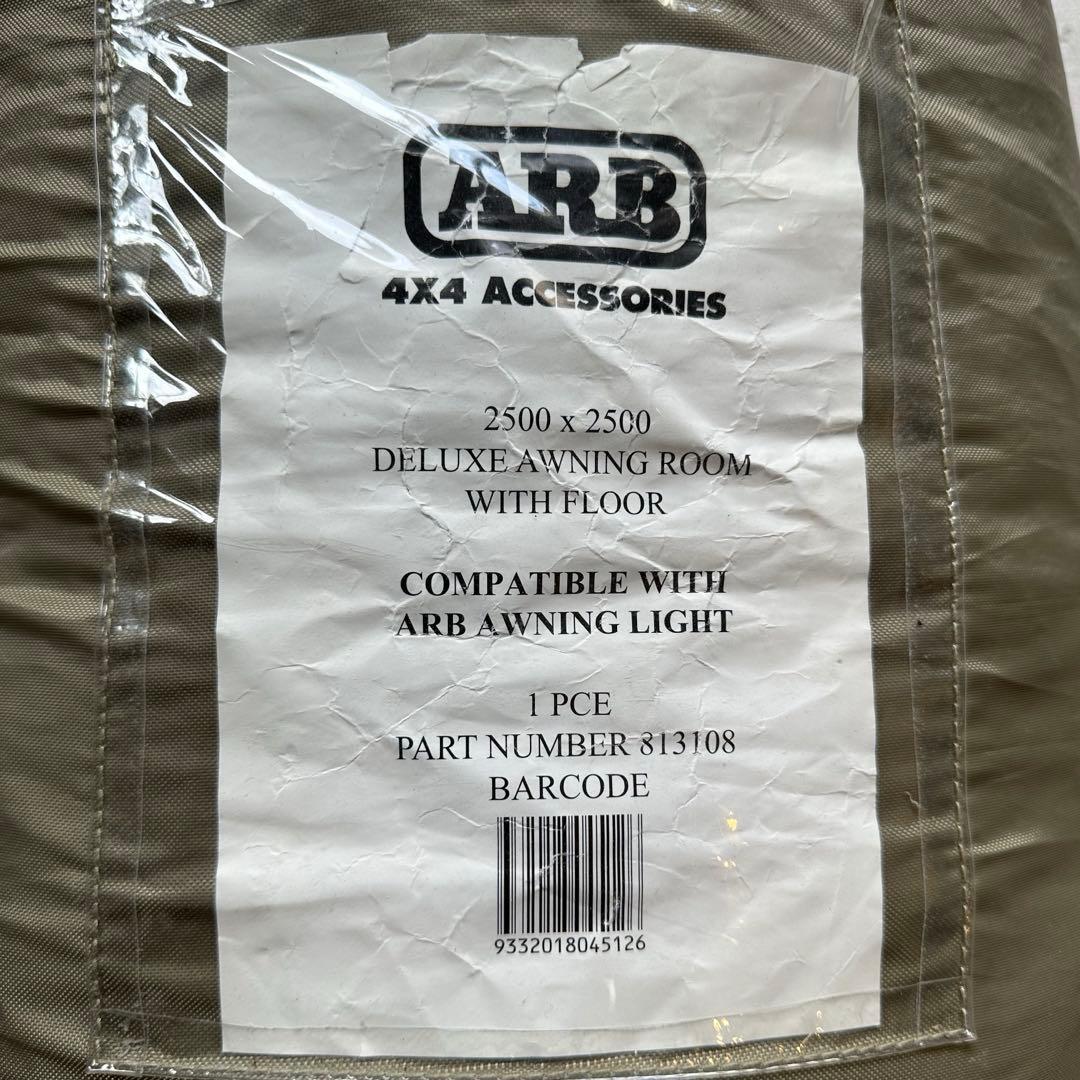 ARB
4X4 ACCESSORIES
2500 x 2500
DELUXE AWNING ROOM
WITH FLOOR
COMPATIBLE WITH
ARB AWNING LIGHT
1 PCE
PART NUMBER 813108
BARCODE
9332018045126